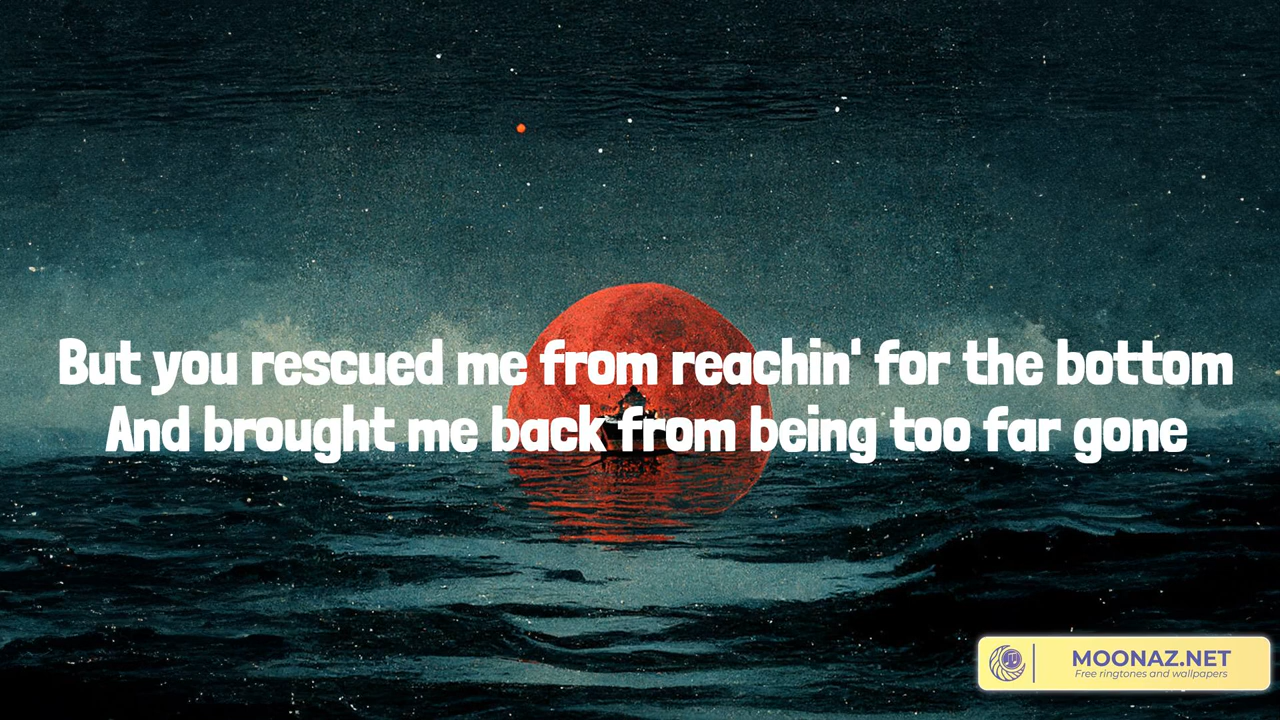 But you rescued me from reachin' for the bottom
And brought me back from being too far gone
MOONAZ.NET
Free ringtones and wallpapers